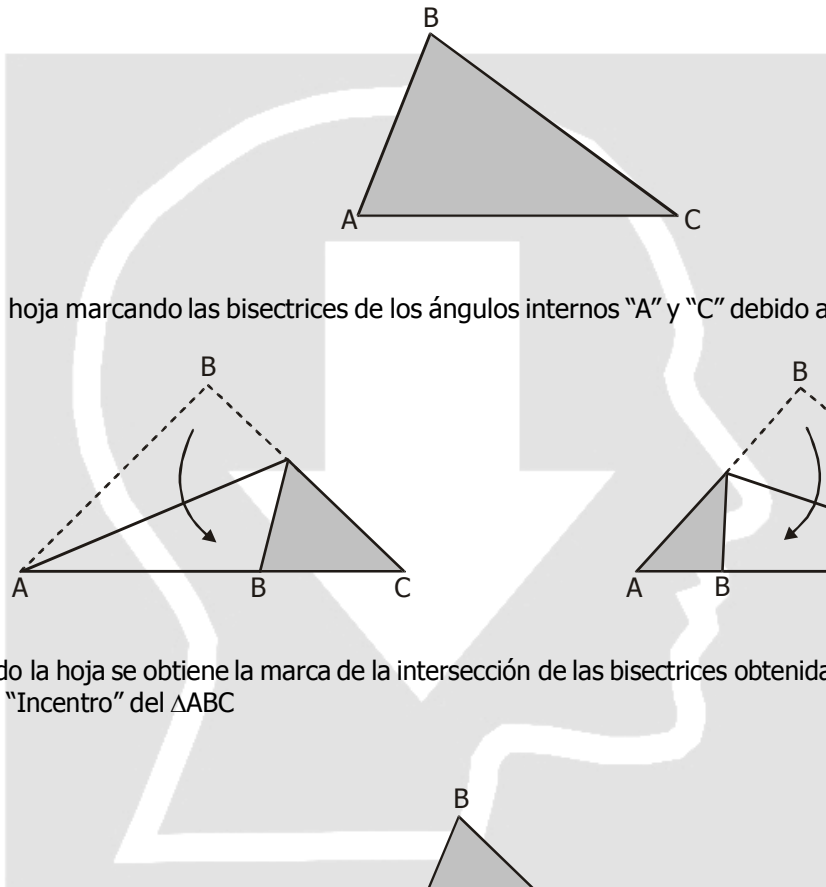 B
A
C
hoja marcando las bisectrices de los ángulos internos “A” y “C” debido a
B
B
A
B
C
A
B
do la hoja se obtiene la marca de la intersección de las bisectrices obtenida
“Incentro” del ∆ABC
B